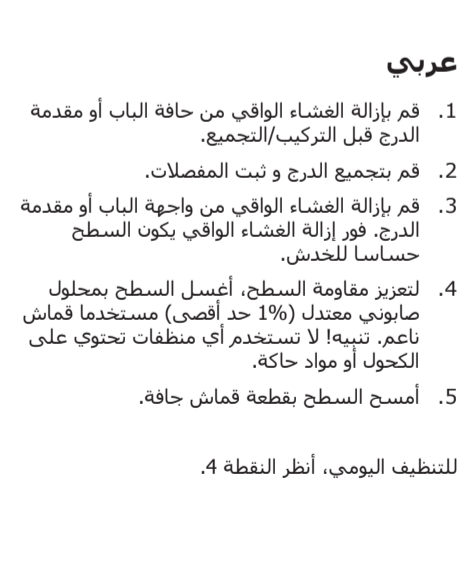 عربي
1. قم بإزالة الغشاء الواقي من حافة الباب أو مقدمة
الدرج قبل التركيب/التجميع.
2. قم بتجميع الدرج و ثبت المفصلات.
3. قم بإزالة الغشاء الواقي من واجهة الباب أو مقدمة
الدرج. فور إزالة الغشاء الواقي يكون السطح
حساسا للخدش.
4. لتعزيز مقاومة السطح، أغسل السطح بمحلول
صابوني معتدل (1% حد أقصى) مستخدما قماش
ناعم. تنبيه! لا تستخدم أي منظفات تحتوي على
الكحول أو مواد حاكة.
5. أمسح السطح بقطعة قماش جافة.
للتنظيف اليومي، أنظر النقطة 4.